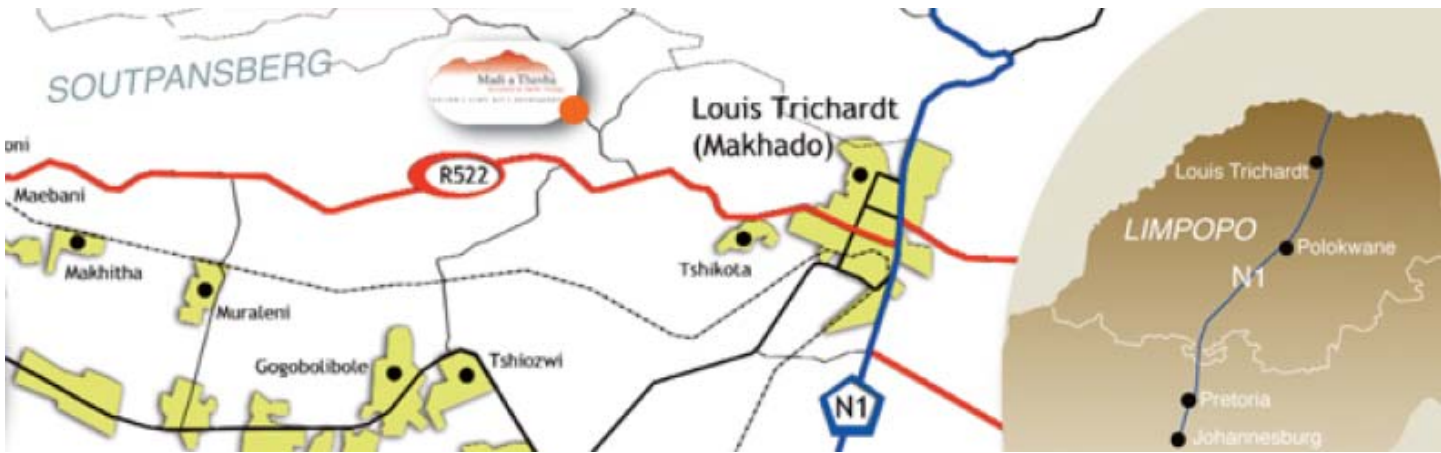 SOUTPANSBERG
Madi a Thavha
Louis Trichardt
(Makhado)
oni
R522
Maebani
Makhitha
Muraleni
Tshikota
Gogobolibole
Tshiozwi
N1
Louis Trichardt
LIMPOPO
Polokwane
N1
Pretoria
Johannesburg